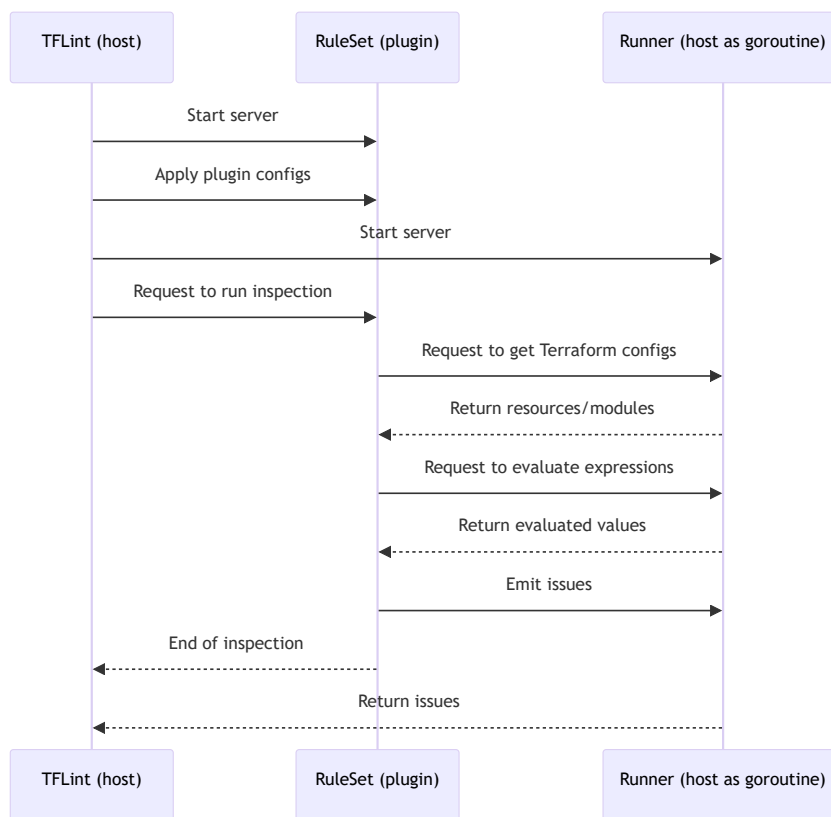 TFLint (host)
RuleSet (plugin)
Runner (host as goroutine)
Start server
Apply plugin configs
Start server
Request to run inspection
Request to get Terraform configs
Return resources/modules
Request to evaluate expressions
Return evaluated values
Emit issues
End of inspection
Return issues
TFLint (host)
RuleSet (plugin)
Runner (host as goroutine)